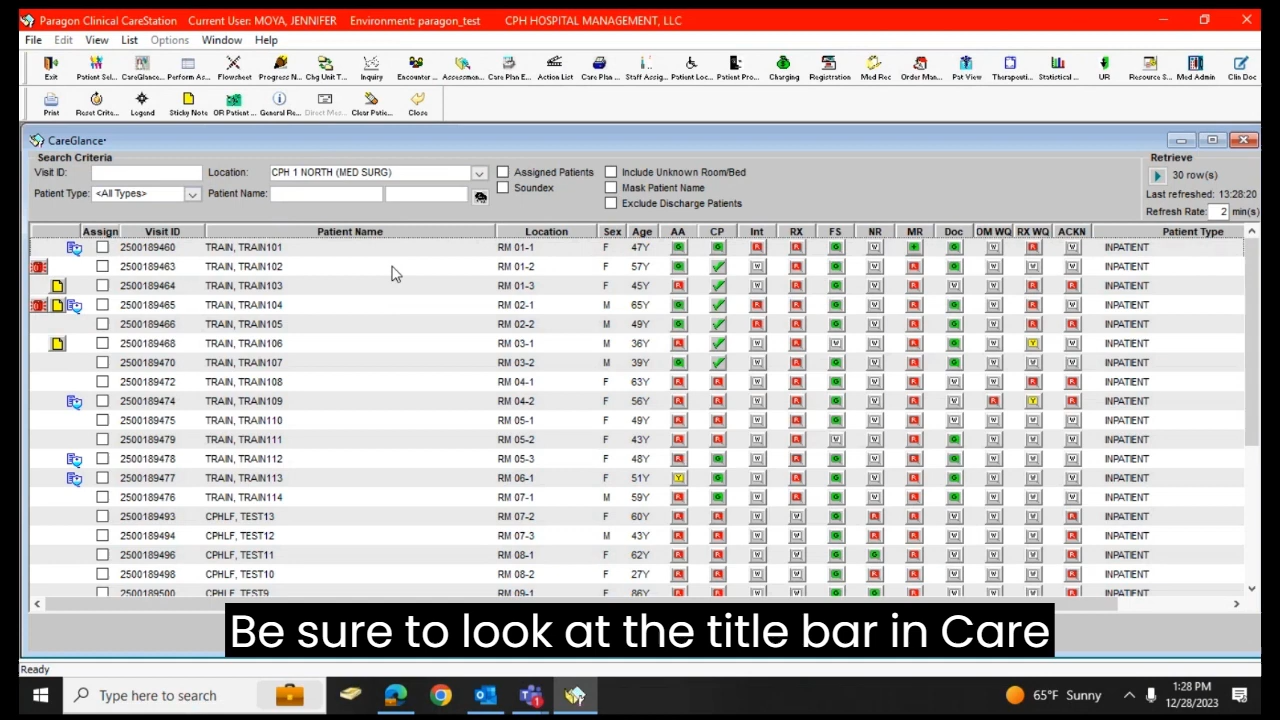 Paragon Clinical CareStation Current User: MOYA, JENNIFER Environment: paragon_test CPH HOSPITAL MANAGEMENT, LLC
File Edit View List Options Window Help
Exit Patient Sel... CareGlance... Perform As... Flowsheet Progress N... Chg Unit T... Inquiry Encounter ... Assessmen... Care Plan E... Action List Care Plan ... Staff Assig... Patient Loc... Patient Pro... Charging Registration Med Rec Order Man... Pat View Therapeuti... Statistical ... UR Resource S... Med Admin Clin Doc
Print Reset Crite... Legend Sticky Note OR Patient ... General Re... Direct Mes... Clear Patie... Close
CareGlance*
Search Criteria Retrieve
Visit ID: Location: CPH 1 NORTH (MED SURG) Assigned Patients Include Unknown Room/Bed 30 row(s)
Patient Type: <All Types> Patient Name: Soundex Mask Patient Name Last refreshed: 13:28:20
Exclude Discharge Patients Refresh Rate: 2 min(s)
Assign Visit ID Patient Name Location Sex Age AA CP Int RX FS NR MR Doc OM WQ RX WQ ACKN Patient Type
2500189460 TRAIN, TRAIN101 RM 01-1 F 47Y G G R R G W + G W R W INPATIENT
2500189463 TRAIN, TRAIN102 RM 01-2 F 57Y G W R G W R G W W W INPATIENT
2500189464 TRAIN, TRAIN103 RM 01-3 F 45Y R W R G W R G W R R INPATIENT
2500189465 TRAIN, TRAIN104 RM 02-1 M 65Y G R R G W R G W W W INPATIENT
2500189466 TRAIN, TRAIN105 RM 02-2 M 49Y G R R G W R G W R R INPATIENT
2500189468 TRAIN, TRAIN106 RM 03-1 M 36Y R W R W W R G W Y W INPATIENT
2500189470 TRAIN, TRAIN107 RM 03-2 M 39Y G W R G W R G W W W INPATIENT
2500189472 TRAIN, TRAIN108 RM 04-1 F 63Y R R W R G W R G W R R INPATIENT
2500189474 TRAIN, TRAIN109 RM 04-2 F 56Y R R W R G W R G R Y R INPATIENT
2500189475 TRAIN, TRAIN110 RM 05-1 F 49Y R R W R G W R G W W W INPATIENT
2500189479 TRAIN, TRAIN111 RM 05-2 F 43Y R R W R W W R G W W W INPATIENT
2500189478 TRAIN, TRAIN112 RM 05-3 F 48Y R G W R G W R G W W W INPATIENT
2500189477 TRAIN, TRAIN113 RM 06-1 F 51Y Y G W R G W R G W W W INPATIENT
2500189476 TRAIN, TRAIN114 RM 07-1 M 59Y R G W R G W R G W W W INPATIENT
2500189493 CPHLF, TEST13 RM 07-2 F 60Y R R W W G R R W W W R INPATIENT
2500189494 CPHLF, TEST12 RM 07-3 M 43Y R R W W G R R W W W R INPATIENT
2500189496 CPHLF, TEST11 RM 08-1 F 62Y R R W W G G R W W W R INPATIENT
2500189498 CPHLF, TEST10 RM 08-2 F 27Y R R W W G R R W W W R INPATIENT
2500189500 CPHLF, TEST9 RM 09-1 F 86Y INPATIENT
Be sure to look at the title bar in Care
Ready
Type here to search 65°F Sunny 1:28 PM
12/28/2023